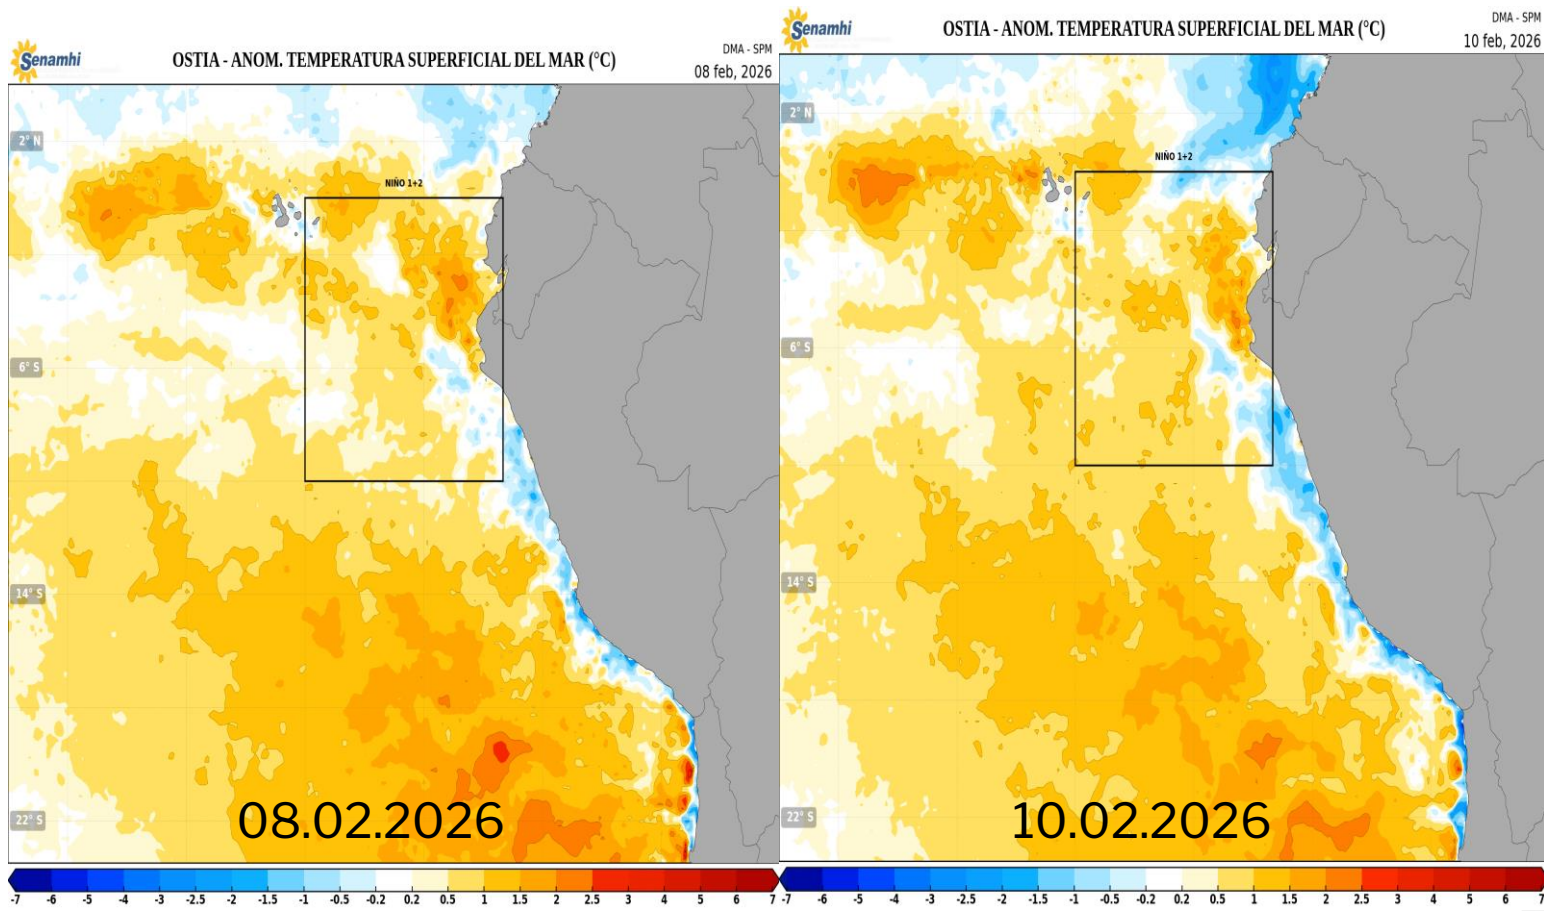 Senamhi
OSTIA - ANOM. TEMPERATURA SUPERFICIAL DEL MAR (°C)
DMA - SPM
08 feb, 2026
2° N
NIÑO 1+2
6° S
14° S
22° S
08.02.2026
-7 -6 -5 -4 -3 -2.5 -2 -1.5 -1 -0.5 -0.2 0.2 0.5 1 1.5 2 2.5 3 4 5 6 7
Senamhi
OSTIA - ANOM. TEMPERATURA SUPERFICIAL DEL MAR (°C)
DMA - SPM
10 feb, 2026
2° N
NIÑO 1+2
6° S
14° S
22° S
10.02.2026
-7 -6 -5 -4 -3 -2.5 -2 -1.5 -1 -0.5 -0.2 0.2 0.5 1 1.5 2 2.5 3 4 5 6 7